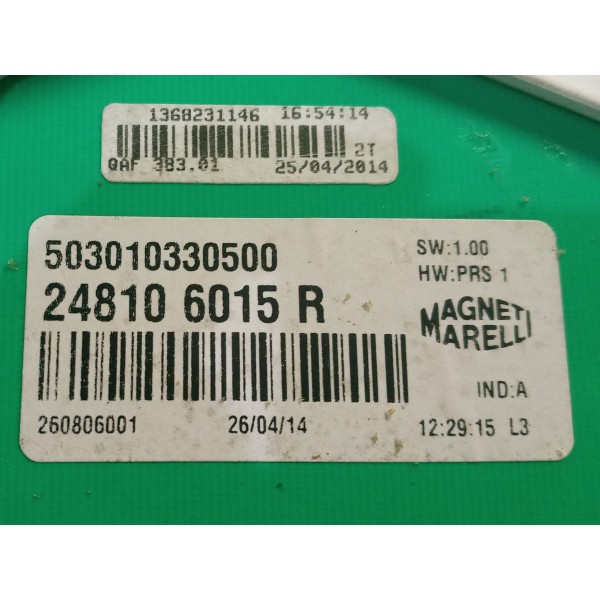 1368231146 16:54:14
2T
QAF 383.01 25/04/2014
503010330500
SW:1.00
HW:PRS 1
24810 6015 R
MAGNETI
MARELLI
IND:A
260806001 26/04/14 12:29:15 L3